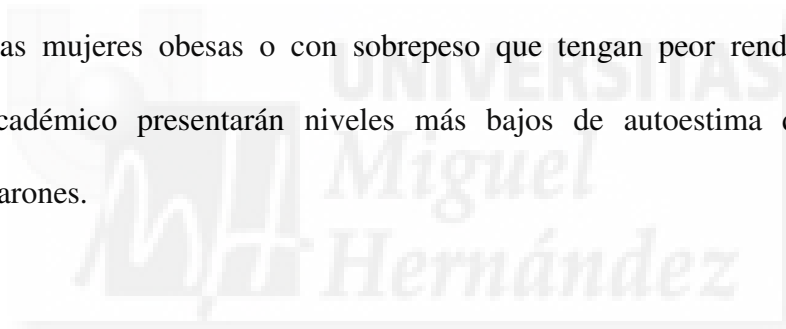 as mujeres obesas o con sobrepeso que tengan peor rend
UNIVERSITAS
cadémico presentarán niveles más bajos de autoestima
Miguel
arones.
Hernández